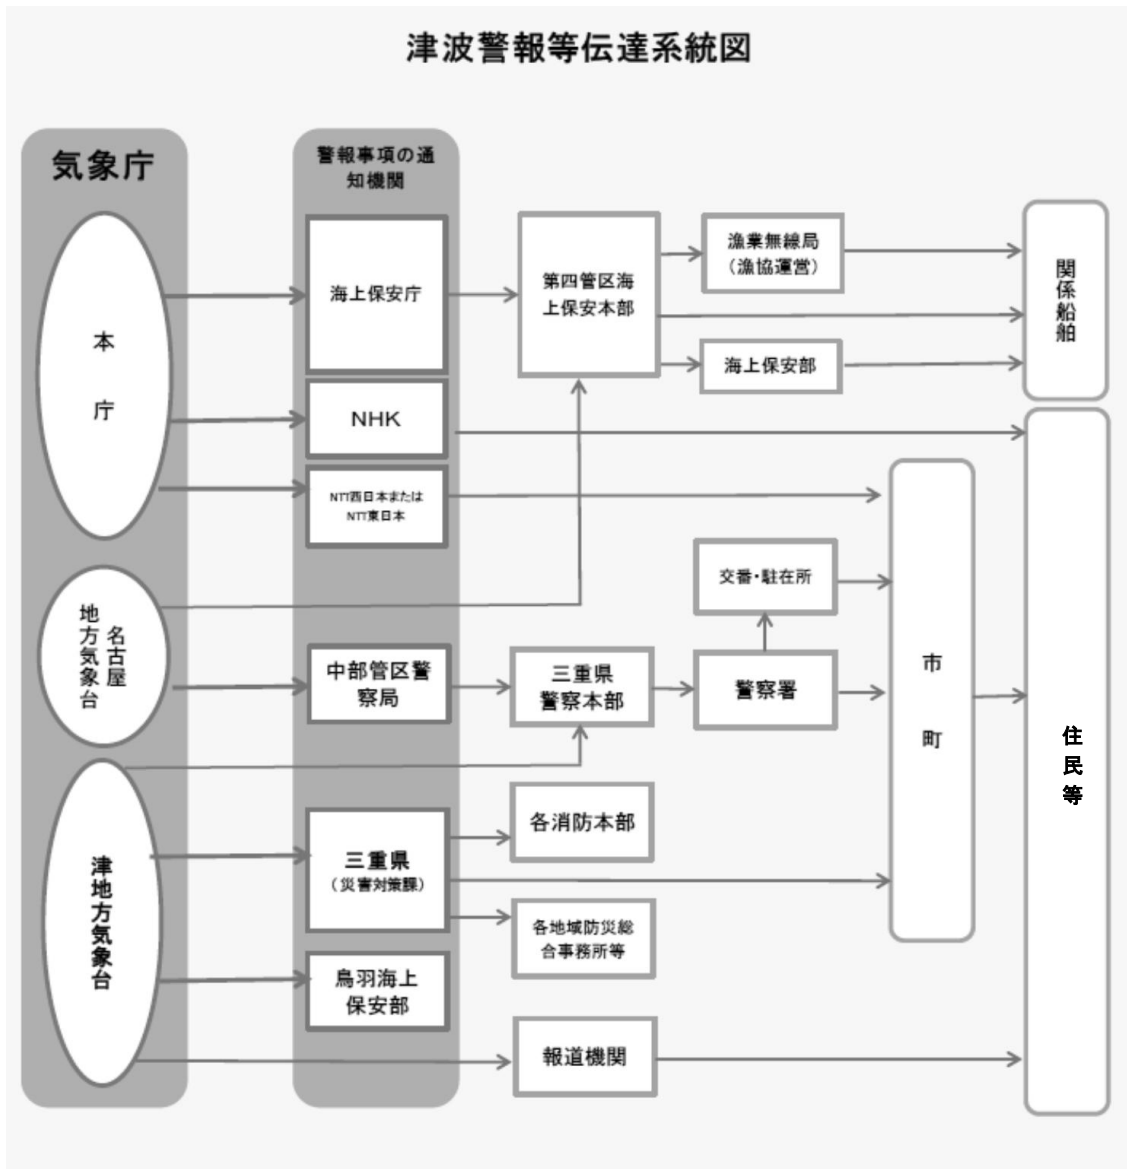 津波警報等伝達系統図
気象庁
警報事項の通
知機関
本
庁
海上保安庁
第四管区海
上保安本部
漁業無線局
（漁協運営）
海上保安部
関係船舶
NHK
NTT西日本または
NTT東日本
名古屋
地方気象台
中部管区警
察局
三重県
警察本部
交番・駐在所
警察署
市
町
住民等
津地方気象台
三重県
（災害対策課）
各消防本部
各地域防災総
合事務所等
鳥羽海上
保安部
報道機関